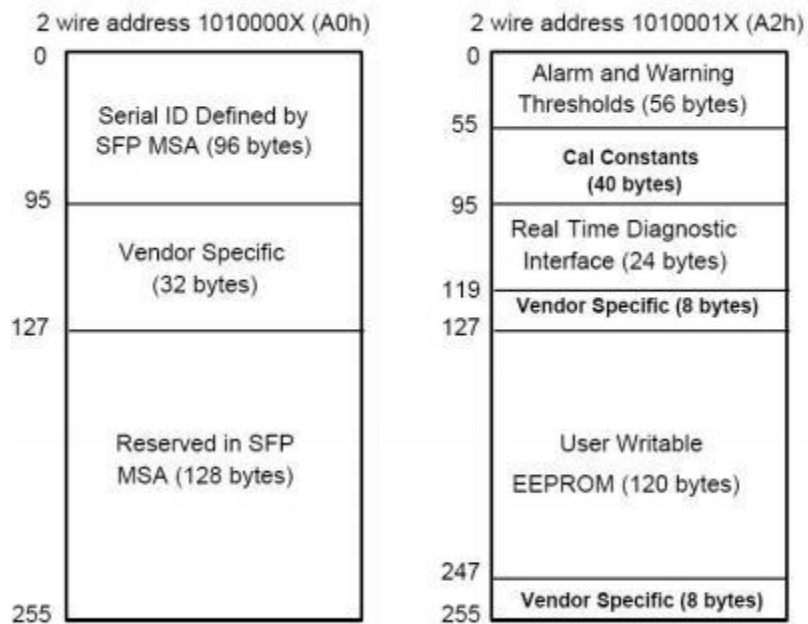 2 wire address 1010000X (A0h)
0
Serial ID Defined by
SFP MSA (96 bytes)
95
Vendor Specific
(32 bytes)
127
Reserved in SFP
MSA (128 bytes)
255
2 wire address 1010001X (A2h)
0
Alarm and Warning
Thresholds (56 bytes)
55
Cal Constants
(40 bytes)
95
Real Time Diagnostic
Interface (24 bytes)
119
Vendor Specific (8 bytes)
127
User Writable
EEPROM (120 bytes)
247
Vendor Specific (8 bytes)
255